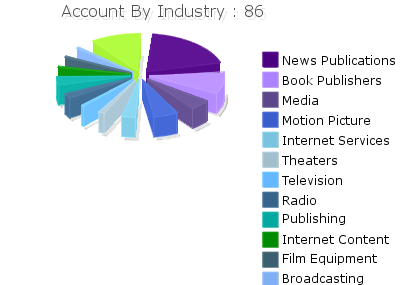 Account By Industry : 86
News Publications
Book Publishers
Media
Motion Picture
Internet Services
Theaters
Television
Radio
Publishing
Internet Content
Film Equipment
Broadcasting